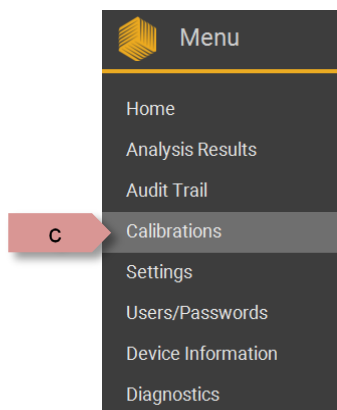 Menu
Home
Analysis Results
Audit Trail
C
Calibrations
Settings
Users/Passwords
Device Information
Diagnostics